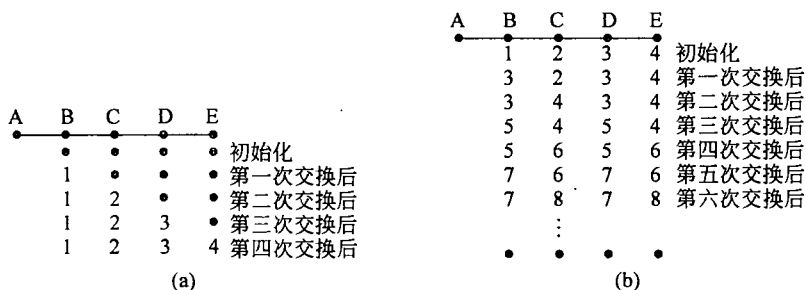 A B C D E
初始化
1 第一次交换后
1 2 第二次交换后
1 2 3 第三次交换后
1 2 3 4 第四次交换后
(a)
A B C D E
1 2 3 4 初始化
3 2 3 4 第一次交换后
3 4 3 4 第二次交换后
5 4 5 4 第三次交换后
5 6 5 6 第四次交换后
7 6 7 6 第五次交换后
7 8 7 8 第六次交换后
⋮
(b)